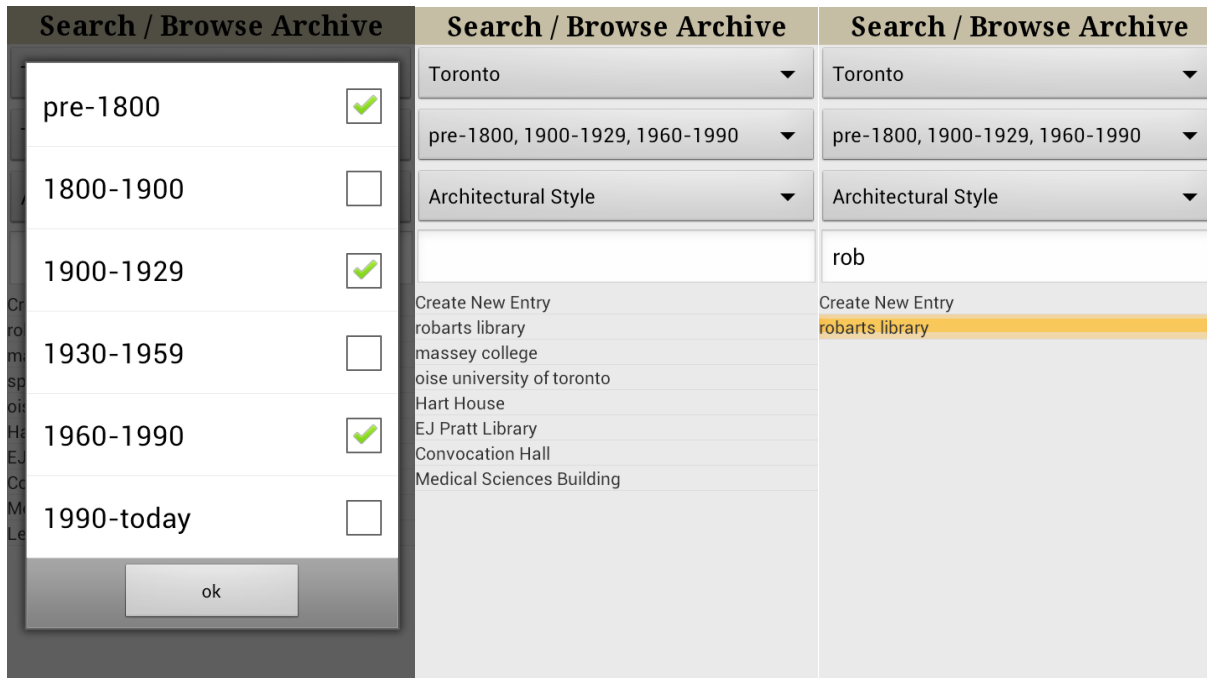 Search / Browse Archive
pre-1800
1800-1900
1900-1929
1930-1959
1960-1990
1990-today
ok
Search / Browse Archive
Toronto
pre-1800, 1900-1929, 1960-1990
Architectural Style
Create New Entry
robarts library
massey college
oise university of toronto
Hart House
EJ Pratt Library
Convocation Hall
Medical Sciences Building
Search / Browse Archive
Toronto
pre-1800, 1900-1929, 1960-1990
Architectural Style
rob
Create New Entry
robarts library